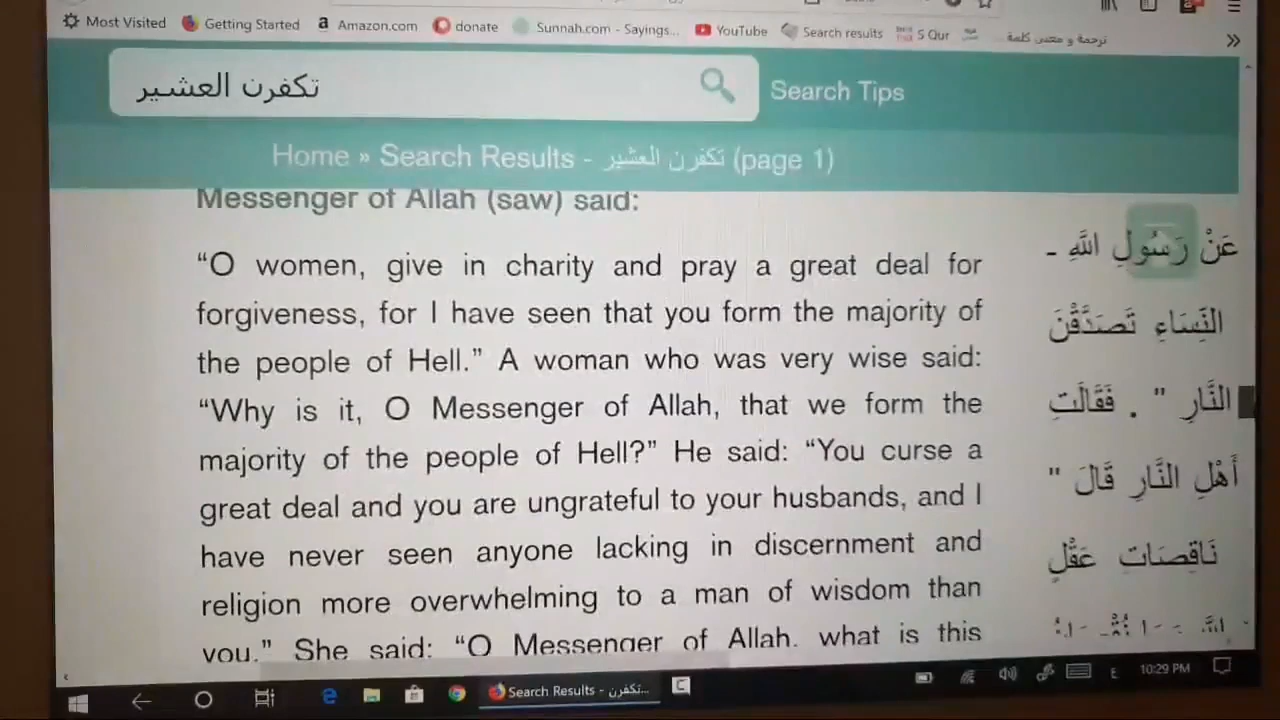 Most Visited Getting Started Amazon.com donate Sunnah.com - Sayings... YouTube Search results S Qur ترجمة و معنى كلمة...
تكفرن العشير
Search Tips
Home » Search Results - تكفرن العشير (page 1)
Messenger of Allah (saw) said:
“O women, give in charity and pray a great deal for
forgiveness, for I have seen that you form the majority of
the people of Hell.” A woman who was very wise said:
“Why is it, O Messenger of Allah, that we form the
majority of the people of Hell?” He said: “You curse a
great deal and you are ungrateful to your husbands, and I
have never seen anyone lacking in discernment and
religion more overwhelming to a man of wisdom than
you.” She said: “O Messenger of Allah, what is this
عَنْ رَسُولِ اللَّهِ -
النِّسَاءِ تَصَدَّقْنَ
النَّارِ " . فَقَالَتِ
أَهْلِ النَّارِ قَالَ "
نَاقِصَاتِ عَقْلٍ
Search Results - تكفرن...
ع
10:29 PM